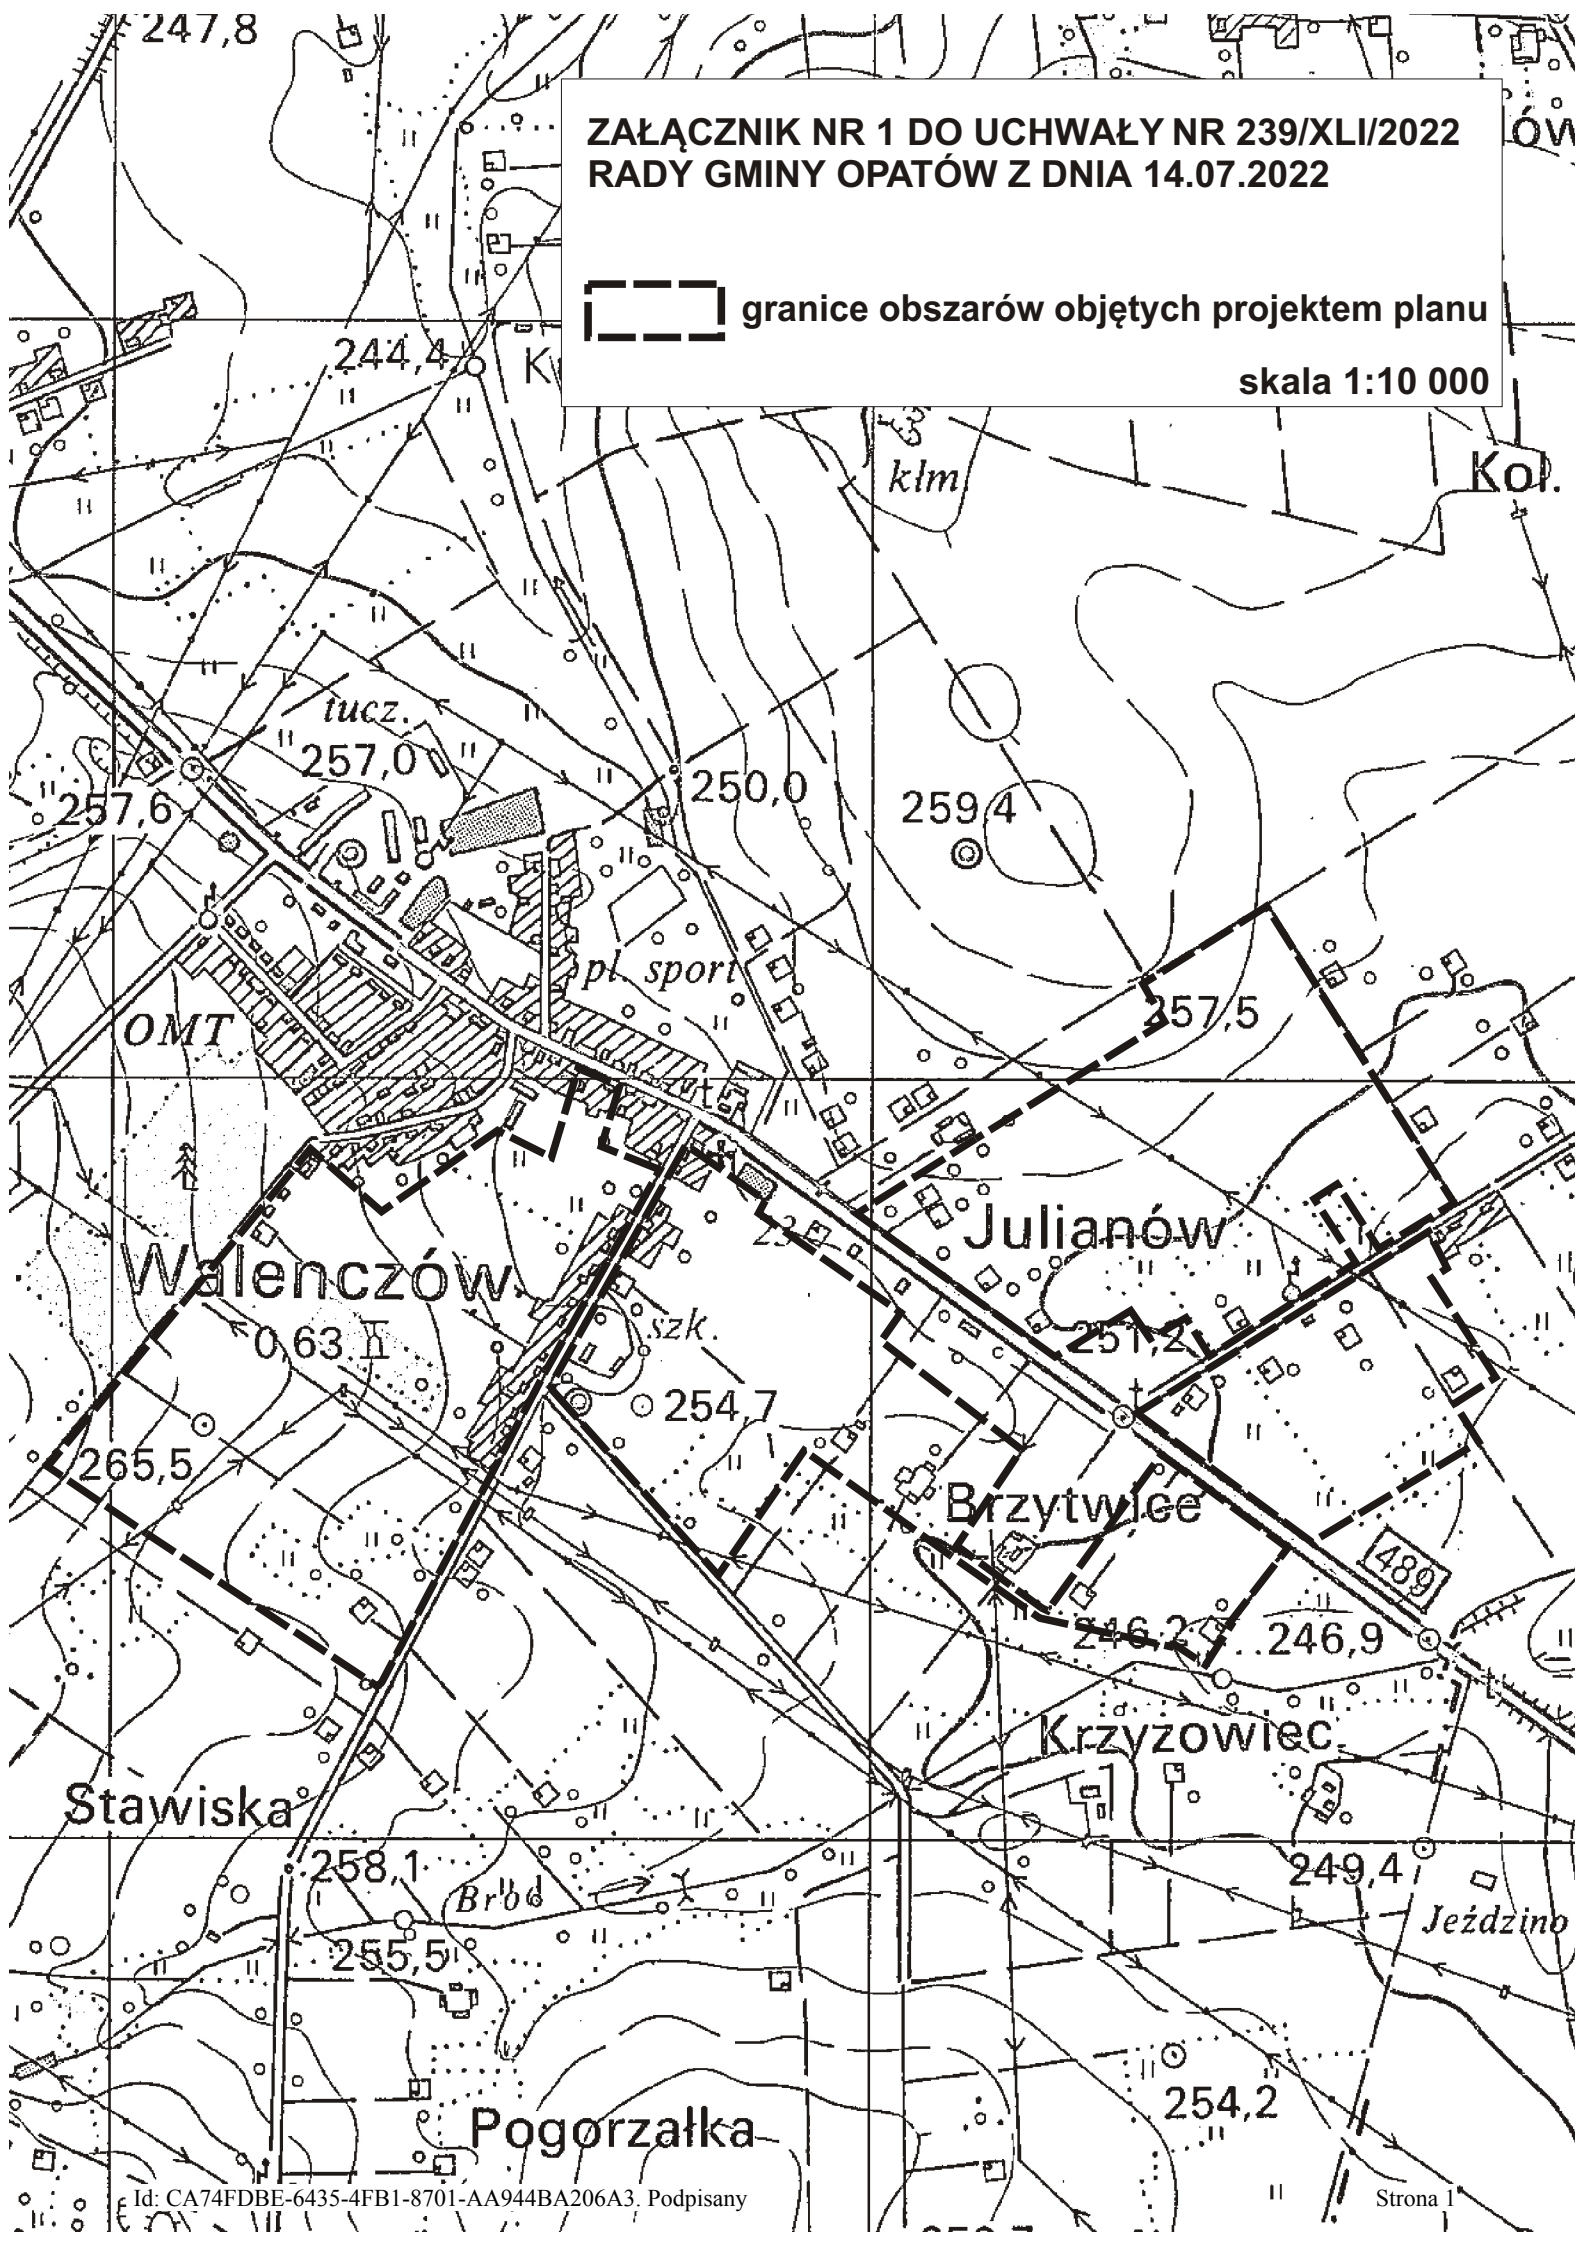 247,8
ZAŁĄCZNIK NR 1 DO UCHWAŁY NR 239/XLI/2022
RADY GMINY OPATÓW Z DNIA 14.07.2022
ów
granice obszarów objętych projektem planu
skala 1:10 000
244,4
K
kłm.
Kol.
tucz.
257,0
257,6
250,0
259,4
pl. sport
257,5
OMT
Julianów
23
Walenczów
0,63 II
szk.
251,2
254,7
265,5
Brzytwice
489
246,2
246,9
Krzyzowiec
Stawiska
258,1
Bród
249,4
Jeździno
255,5
254,2
Pogorzałka
Id: CA74FDBE-6435-4FB1-8701-AA944BA206A3. Podpisany
Strona 1